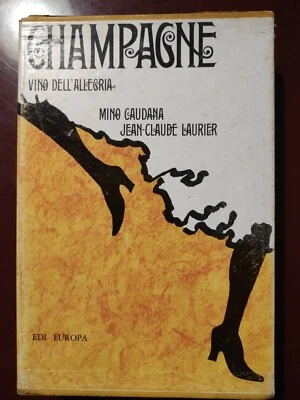 CHAMPAGNE
VINO DELL'ALLEGRIA
MINO CAUDANA
JEAN-CLAUDE LAURIER
EDI EUROPA